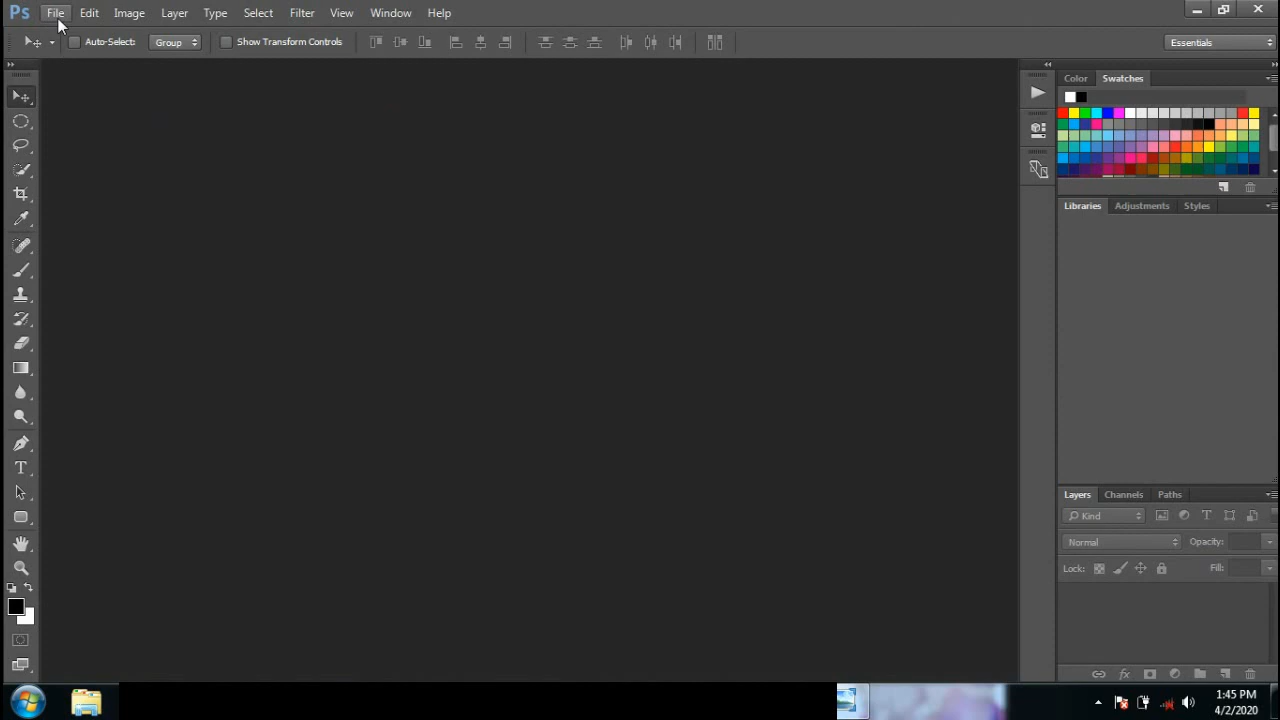 Ps File Edit Image Layer Type Select Filter View Window Help
Auto-Select: Group Show Transform Controls Essentials
Color Swatches
Libraries Adjustments Styles
Layers Channels Paths
Kind
Normal Opacity:
Lock: Fill:
1:45 PM
4/2/2020